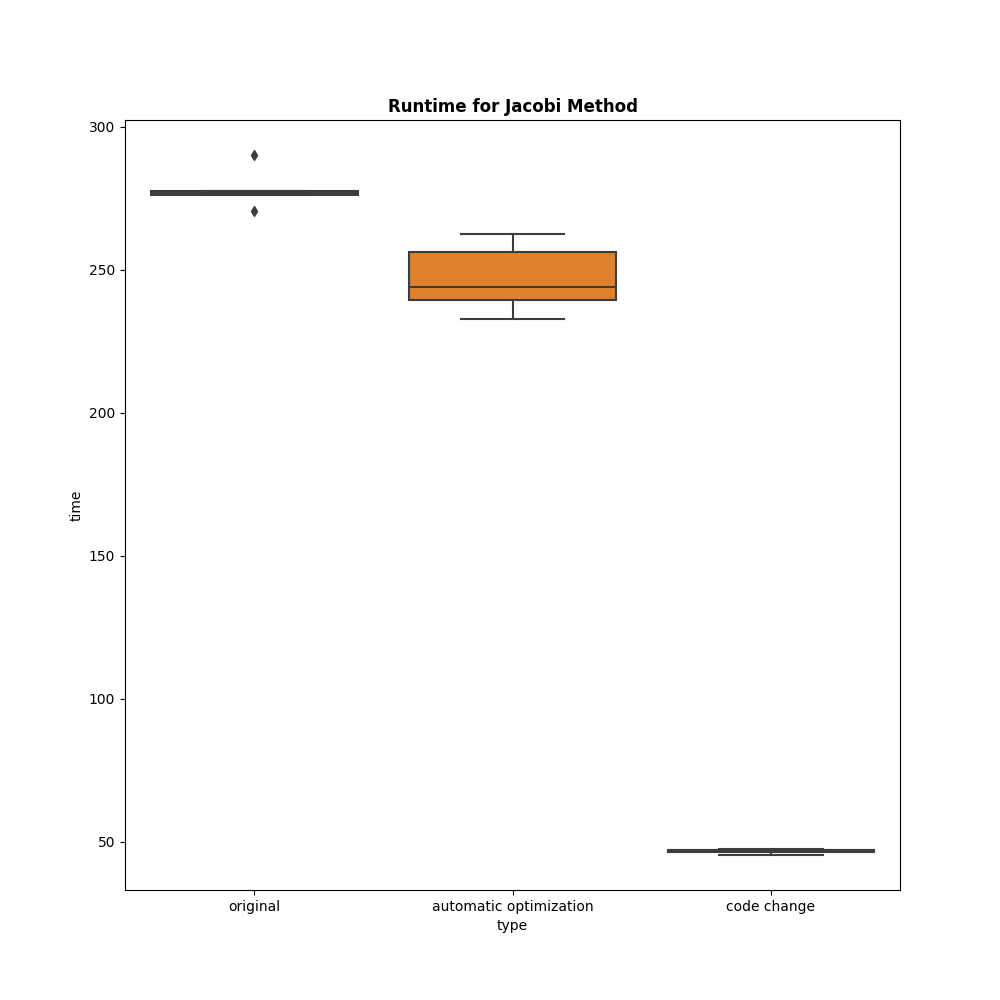 Runtime for Jacobi Method
300
250
200
150
100
50
time
original
automatic optimization
code change
type